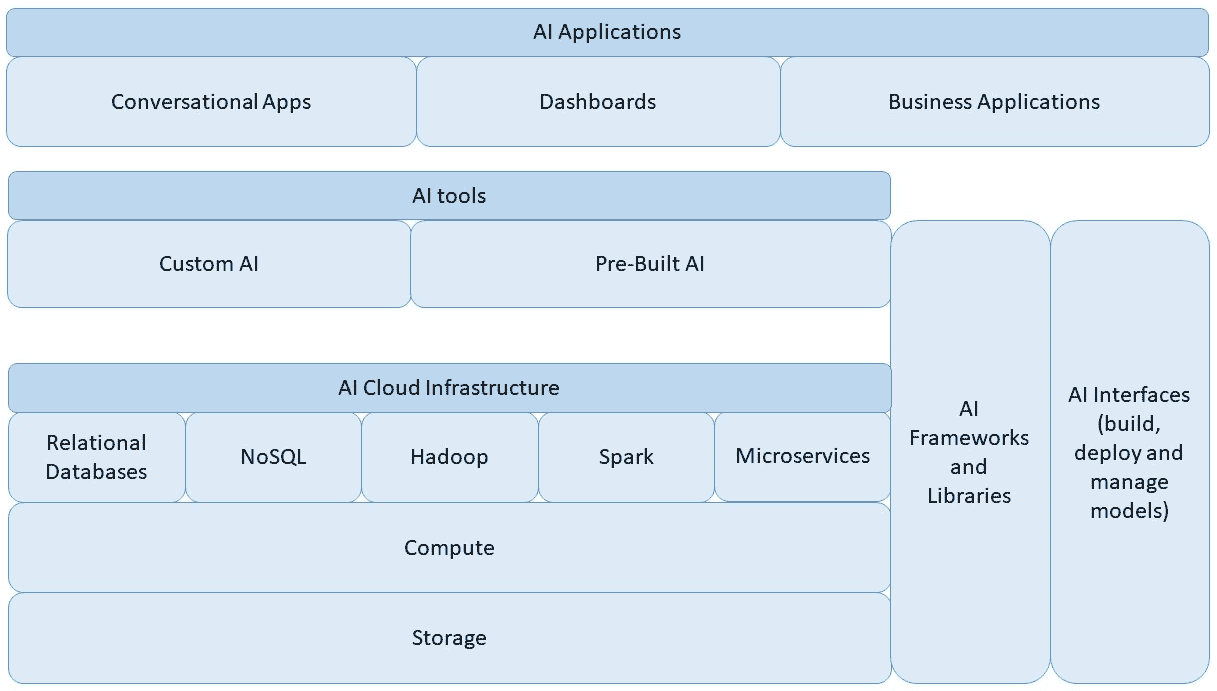 AI Applications
Conversational Apps
Dashboards
Business Applications
AI tools
Custom AI
Pre-Built AI
AI Cloud Infrastructure
Relational
Databases
NoSQL
Hadoop
Spark
Microservices
Compute
Storage
AI
Frameworks
and
Libraries
AI Interfaces
(build,
deploy and
manage
models)